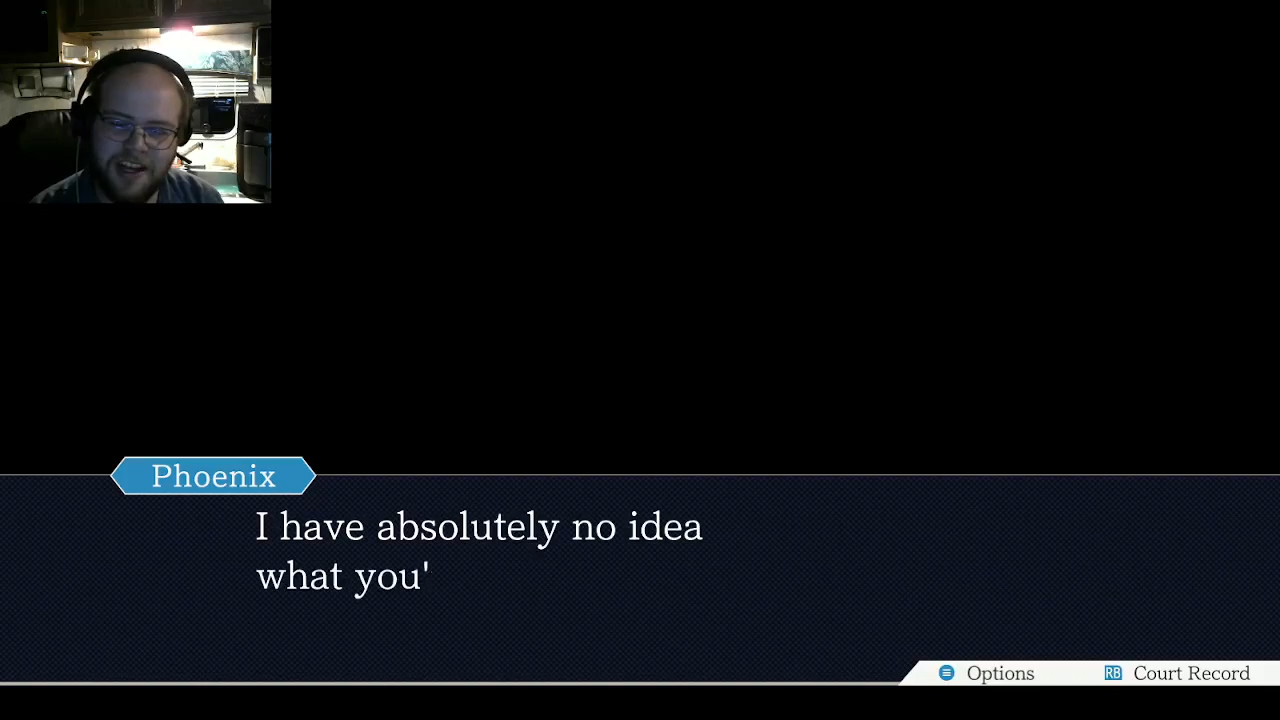 Phoenix
I have absolutely no idea
what you'
Options
RB Court Record